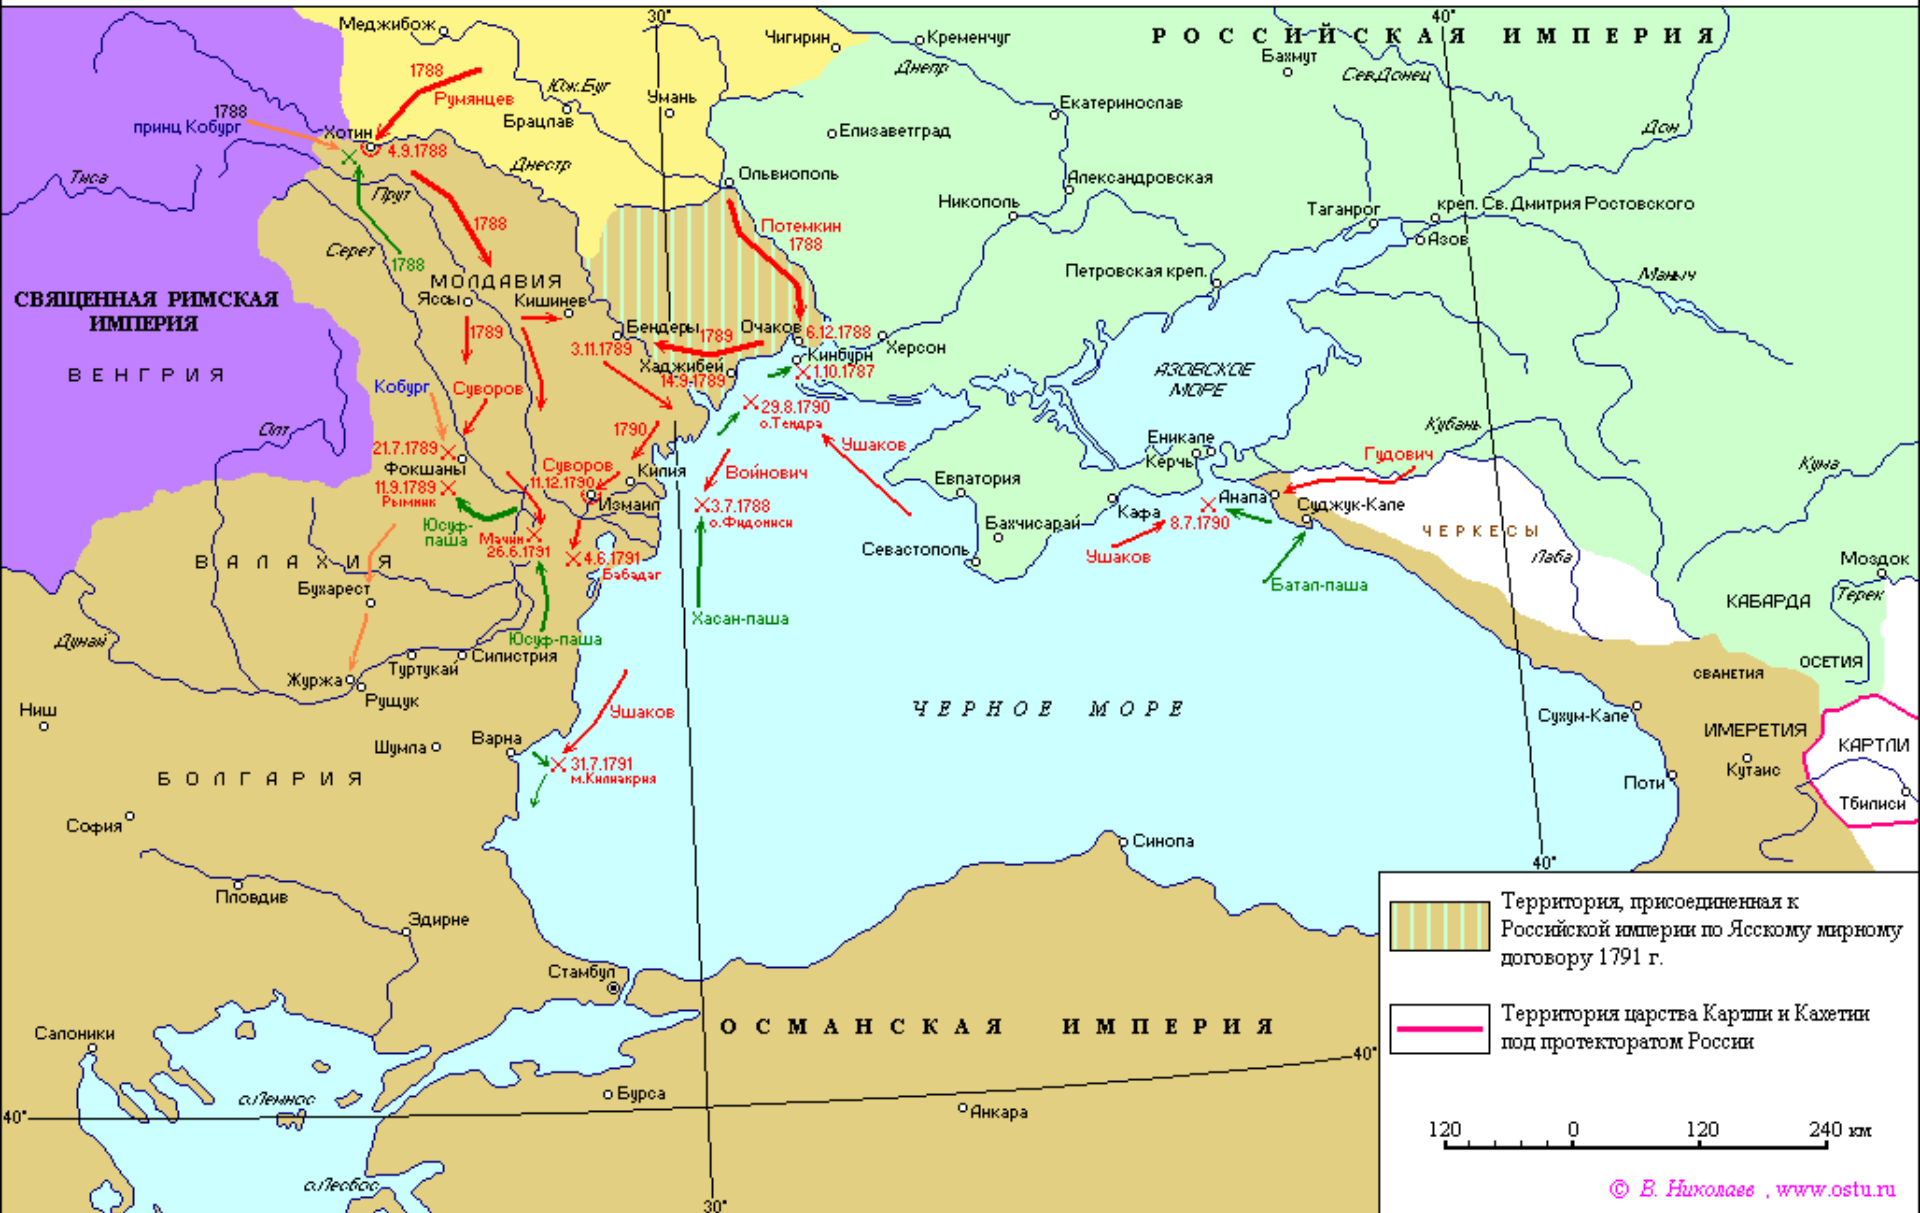 30°
40°
РОССИЙСКАЯ ИМПЕРИЯ
Меджибож
Чигирин
Кременчуг
Днепр
Бахмут
Сев.Донец
1788
Румянцев
Юж.Буг
Умань
Брацлав
Екатеринослав
Елизаветград
Дон
1788
принц Кобург
Хотин
4.9.1788
Днестр
Ольвиополь
Александровская
Тиса
Прут
Никополь
Таганрог
креп. Св. Дмитрия Ростовского
Азов
1788
Потемкин
1788
Серет
1788
МОЛДАВИЯ
Петровская креп.
Маныч
СВЯЩЕННАЯ РИМСКАЯ
ИМПЕРИЯ
Яссы
Кишинев
1789
Бендеры
1789
Очаков
6.12.1788
3.11.1789
Кинбурн
Херсон
Хаджибей
14.9.1789
1.10.1787
ВЕНГРИЯ
АЗОВСКОЕ
МОРЕ
Кобург
Суворов
29.8.1790
о.Тендра
Олт
1790
Ушаков
Кубань
21.7.1789
Фокшаны
Еникале
Керчь
Гудович
Кума
11.9.1789
Рымник
Суворов
11.12.1790
Килия
Войнович
Евпатория
Измаил
3.7.1788
о.Фидониси
Кафа
Анапа
8.7.1790
Суджук-Кале
Юсуф-
паша
Бахчисарай
ЧЕРКЕСЫ
Мачин
26.6.1791
Севастополь
Ушаков
Лаба
ВАЛАХИЯ
4.6.1791
Бабадаг
Моздок
Бухарест
Батал-паша
КАБАРДА
Терек
Хасан-паша
Дунай
Юсуф-паша
Силистрия
Туртукай
ОСЕТИЯ
Журжа
СВАНЕТИЯ
Рущук
Ниш
Ушаков
ЧЕРНОЕ МОРЕ
Сухум-Кале
Шумла
Варна
ИМЕРЕТИЯ
КАРТЛИ
31.7.1791
м.Килиакрия
Кутаис
БОЛГАРИЯ
Поти
Тбилиси
София
Синопа
40°
Пловдив
Эдирне
Территория, присоединенная к
Российской империи по Ясскому мирному
договору 1791 г.
Стамбул
ОСМАНСКАЯ ИМПЕРИЯ
Территория царства Картли и Кахетии
под протекторатом России
Салоники
40°
о.Лемнос
Бурса
Анкара
40°
120 0 120 240 км
о.Лесбос
30°
© В. Николаев , www.ostu.ru